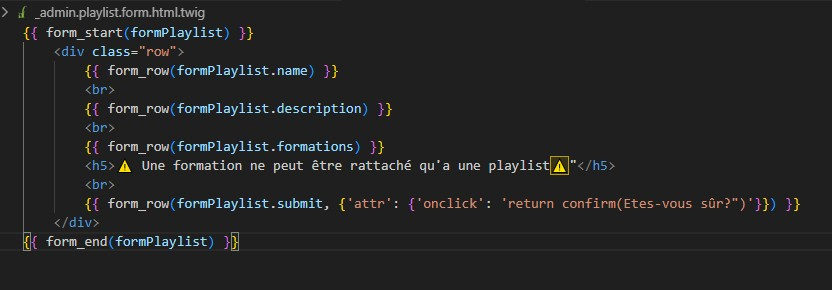 _admin.playlist.form.html.twig
{{ form_start(formPlaylist) }}
<div class="row">
{{ form_row(formPlaylist.name) }}
<br>
{{ form_row(formPlaylist.description) }}
<br>
{{ form_row(formPlaylist.formations) }}
<h5>⚠ Une formation ne peut être rattaché qu'a une playlist⚠"</h5>
<br>
{{ form_row(formPlaylist.submit, {'attr': {'onclick': 'return confirm(Etes-vous sûr?")'}}) }}
</div>
{{ form_end(formPlaylist) }}